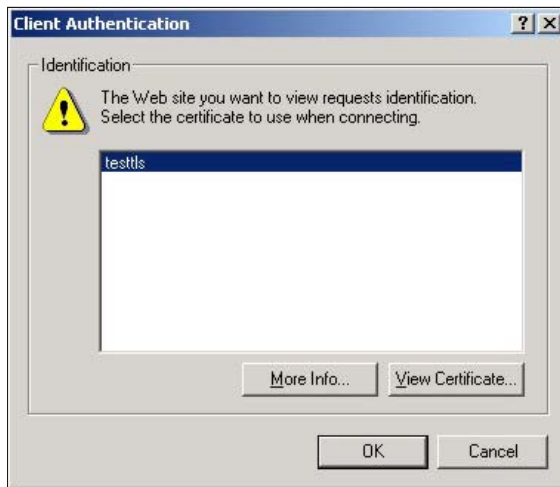 Client Authentication
Identification
The Web site you want to view requests identification.
Select the certificate to use when connecting.
testtls
More Info... View Certificate...
OK Cancel